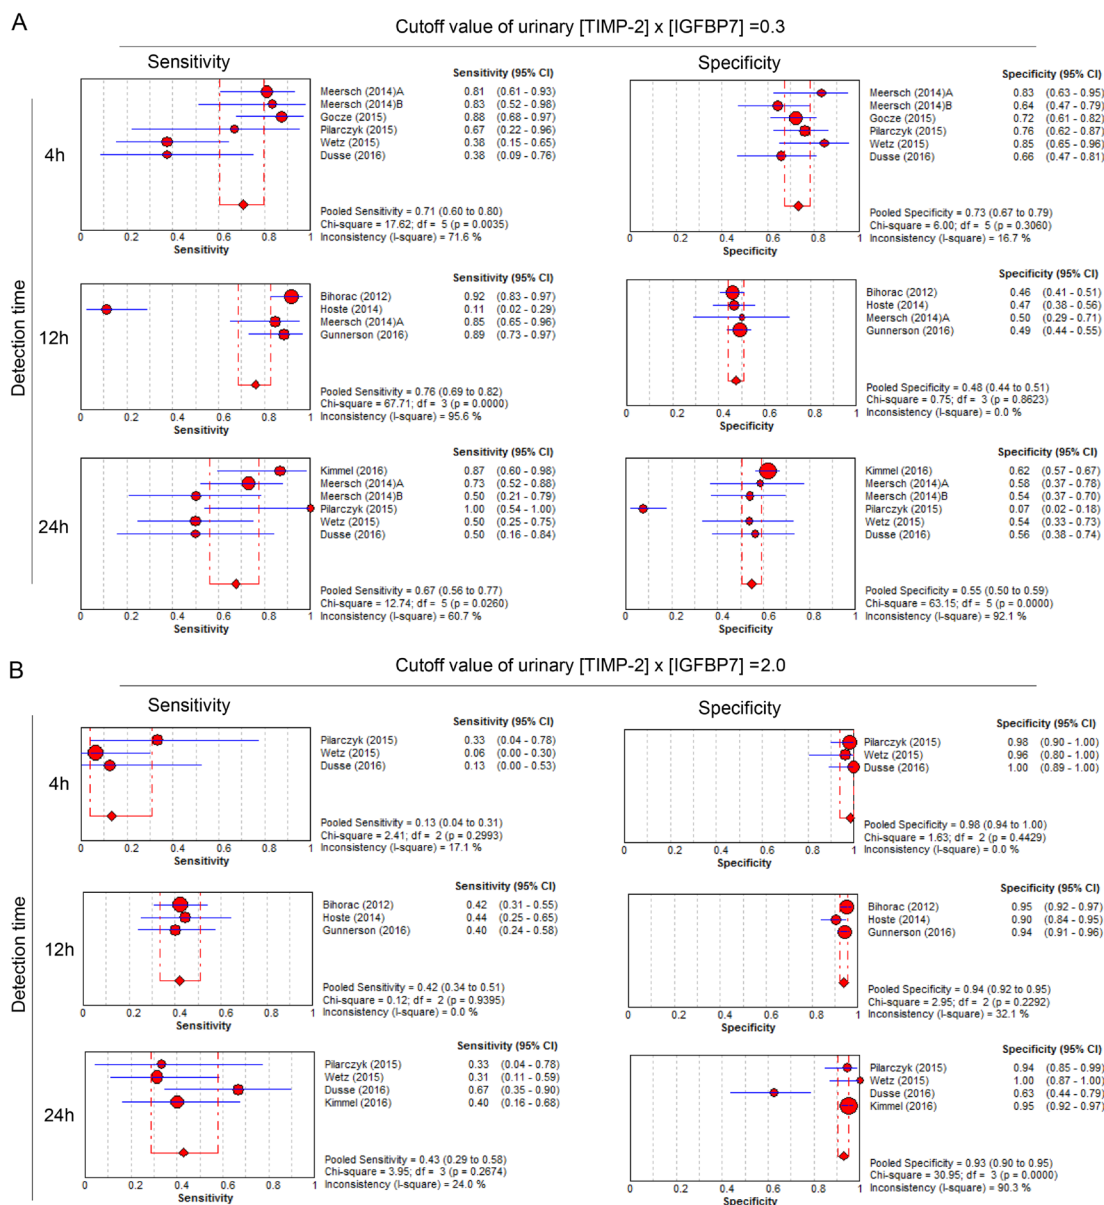 A
Cutoff value of urinary [TIMP-2] x [IGFBP7] =0.3
Sensitivity
Specificity
Detection time
4h
Sensitivity (95% CI)
Meersch (2014)A 0.81 (0.61 - 0.93)
Meersch (2014)B 0.83 (0.52 - 0.98)
Gocze (2015) 0.88 (0.68 - 0.97)
Pilarczyk (2015) 0.67 (0.22 - 0.96)
Wetz (2015) 0.38 (0.15 - 0.65)
Dusse (2016) 0.38 (0.09 - 0.76)
Pooled Sensitivity = 0.71 (0.60 to 0.80)
Chi-square = 17.62; df = 5 (p = 0.0035)
Inconsistency (I-square) = 71.6 %
0 0.2 0.4 0.6 0.8 1
Sensitivity
Specificity (95% CI)
Meersch (2014)A 0.83 (0.63 - 0.95)
Meersch (2014)B 0.64 (0.47 - 0.79)
Gocze (2015) 0.72 (0.61 - 0.82)
Pilarczyk (2015) 0.76 (0.62 - 0.87)
Wetz (2015) 0.85 (0.65 - 0.96)
Dusse (2016) 0.66 (0.47 - 0.81)
Pooled Specificity = 0.73 (0.67 to 0.79)
Chi-square = 6.00; df = 5 (p = 0.3060)
Inconsistency (I-square) = 16.7 %
0 0.2 0.4 0.6 0.8 1
Specificity
12h
Sensitivity (95% CI)
Bihorac (2012) 0.92 (0.83 - 0.97)
Hoste (2014) 0.11 (0.02 - 0.29)
Meersch (2014)A 0.85 (0.65 - 0.96)
Gunnerson (2016) 0.89 (0.73 - 0.97)
Pooled Sensitivity = 0.76 (0.69 to 0.82)
Chi-square = 67.71; df = 3 (p = 0.0000)
Inconsistency (I-square) = 95.6 %
0 0.2 0.4 0.6 0.8 1
Sensitivity
Specificity (95% CI)
Bihorac (2012) 0.46 (0.41 - 0.51)
Hoste (2014) 0.47 (0.38 - 0.56)
Meersch (2014)A 0.50 (0.29 - 0.71)
Gunnerson (2016) 0.49 (0.44 - 0.55)
Pooled Specificity = 0.48 (0.44 to 0.51)
Chi-square = 0.75; df = 3 (p = 0.8623)
Inconsistency (I-square) = 0.0 %
0 0.2 0.4 0.6 0.8 1
Specificity
24h
Sensitivity (95% CI)
Kimmel (2016) 0.87 (0.60 - 0.98)
Meersch (2014)A 0.73 (0.52 - 0.88)
Meersch (2014)B 0.50 (0.21 - 0.79)
Pilarczyk (2015) 1.00 (0.54 - 1.00)
Wetz (2015) 0.50 (0.25 - 0.75)
Dusse (2016) 0.50 (0.16 - 0.84)
Pooled Sensitivity = 0.67 (0.56 to 0.77)
Chi-square = 12.74; df = 5 (p = 0.0260)
Inconsistency (I-square) = 60.7 %
0 0.2 0.4 0.6 0.8 1
Sensitivity
Specificity (95% CI)
Kimmel (2016) 0.62 (0.57 - 0.67)
Meersch (2014)A 0.58 (0.37 - 0.78)
Meersch (2014)B 0.54 (0.37 - 0.70)
Pilarczyk (2015) 0.07 (0.02 - 0.18)
Wetz (2015) 0.54 (0.33 - 0.73)
Dusse (2016) 0.56 (0.38 - 0.74)
Pooled Specificity = 0.55 (0.50 to 0.59)
Chi-square = 63.15; df = 5 (p = 0.0000)
Inconsistency (I-square) = 92.1 %
0 0.2 0.4 0.6 0.8 1
Specificity
B
Cutoff value of urinary [TIMP-2] x [IGFBP7] =2.0
Sensitivity
Specificity
Detection time
4h
Sensitivity (95% CI)
Pilarczyk (2015) 0.33 (0.04 - 0.78)
Wetz (2015) 0.06 (0.00 - 0.30)
Dusse (2016) 0.13 (0.00 - 0.53)
Pooled Sensitivity = 0.13 (0.04 to 0.31)
Chi-square = 2.41; df = 2 (p = 0.2993)
Inconsistency (I-square) = 17.1 %
0 0.2 0.4 0.6 0.8 1
Sensitivity
Specificity (95% CI)
Pilarczyk (2015) 0.98 (0.90 - 1.00)
Wetz (2015) 0.96 (0.80 - 1.00)
Dusse (2016) 1.00 (0.89 - 1.00)
Pooled Specificity = 0.98 (0.94 to 1.00)
Chi-square = 1.63; df = 2 (p = 0.4429)
Inconsistency (I-square) = 0.0 %
0 0.2 0.4 0.6 0.8 1
Specificity
12h
Sensitivity (95% CI)
Bihorac (2012) 0.42 (0.31 - 0.55)
Hoste (2014) 0.44 (0.25 - 0.65)
Gunnerson (2016) 0.40 (0.24 - 0.58)
Pooled Sensitivity = 0.42 (0.34 to 0.51)
Chi-square = 0.12; df = 2 (p = 0.9395)
Inconsistency (I-square) = 0.0 %
0 0.2 0.4 0.6 0.8 1
Sensitivity
Specificity (95% CI)
Bihorac (2012) 0.95 (0.92 - 0.97)
Hoste (2014) 0.90 (0.84 - 0.95)
Gunnerson (2016) 0.94 (0.91 - 0.96)
Pooled Specificity = 0.94 (0.92 to 0.95)
Chi-square = 2.95; df = 2 (p = 0.2292)
Inconsistency (I-square) = 32.1 %
0 0.2 0.4 0.6 0.8 1
Specificity
24h
Sensitivity (95% CI)
Pilarczyk (2015) 0.33 (0.04 - 0.78)
Wetz (2015) 0.31 (0.11 - 0.59)
Dusse (2016) 0.67 (0.35 - 0.90)
Kimmel (2016) 0.40 (0.16 - 0.68)
Pooled Sensitivity = 0.43 (0.29 to 0.58)
Chi-square = 3.95; df = 3 (p = 0.2674)
Inconsistency (I-square) = 24.0 %
0 0.2 0.4 0.6 0.8 1
Sensitivity
Specificity (95% CI)
Pilarczyk (2015) 0.94 (0.85 - 0.99)
Wetz (2015) 1.00 (0.87 - 1.00)
Dusse (2016) 0.63 (0.44 - 0.79)
Kimmel (2016) 0.95 (0.92 - 0.97)
Pooled Specificity = 0.93 (0.90 to 0.95)
Chi-square = 30.95; df = 3 (p = 0.0000)
Inconsistency (I-square) = 90.3 %
0 0.2 0.4 0.6 0.8 1
Specificity